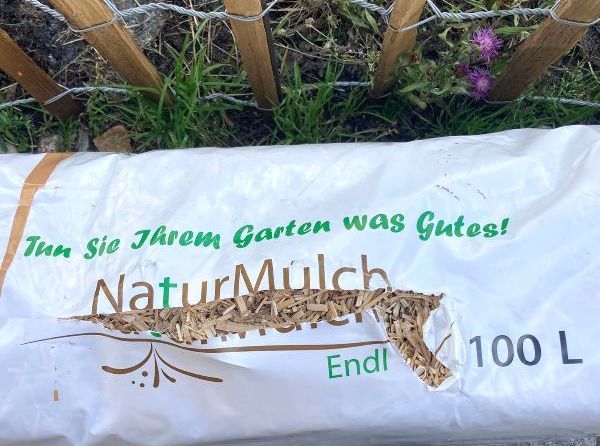 Tun Sie Ihrem Garten was Gutes!
NaturMulch
Endl
100 L